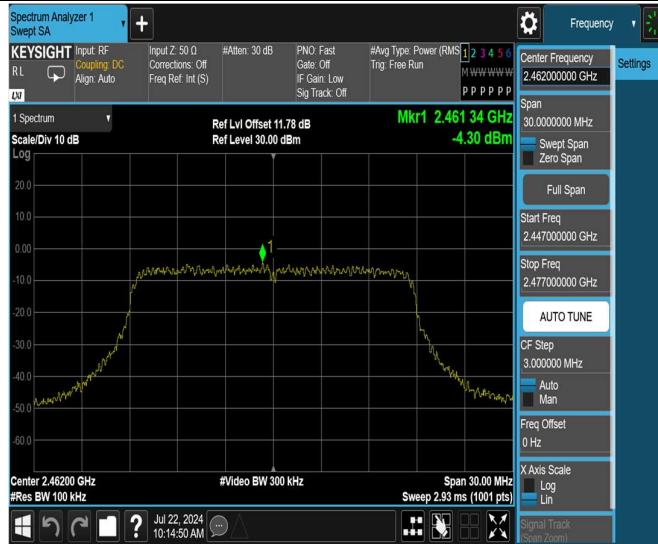 Spectrum Analyzer 1
Swept SA
+
Frequency
KEYSIGHT
R L
LXI
Input: RF
Coupling: DC
Align: Auto
Input Z: 50 Ω
Corrections: Off
Freq Ref: Int (S)
#Atten: 30 dB
PNO: Fast
Gate: Off
IF Gain: Low
Sig Track: Off
#Avg Type: Power (RMS
Trig: Free Run
1 2 3 4 5 6
M W W W W W
P P P P P P
1 Spectrum
Scale/Div 10 dB
Ref Lvl Offset 11.78 dB
Ref Level 30.00 dBm
Mkr1 2.461 34 GHz
-4.30 dBm
Log
20.0
10.0
0.00
-10.0
-20.0
-30.0
-40.0
-50.0
-60.0
1
Center 2.46200 GHz
#Res BW 100 kHz
#Video BW 300 kHz
Span 30.00 MHz
Sweep 2.93 ms (1001 pts)
?
Jul 22, 2024
10:14:50 AM
Center Frequency
2.462000000 GHz
Settings
Span
30.0000000 MHz
Swept Span
Zero Span
Full Span
Start Freq
2.447000000 GHz
Stop Freq
2.477000000 GHz
AUTO TUNE
CF Step
3.000000 MHz
Auto
Man
Freq Offset
0 Hz
X Axis Scale
Log
Lin
Signal Track
(Span Zoom)